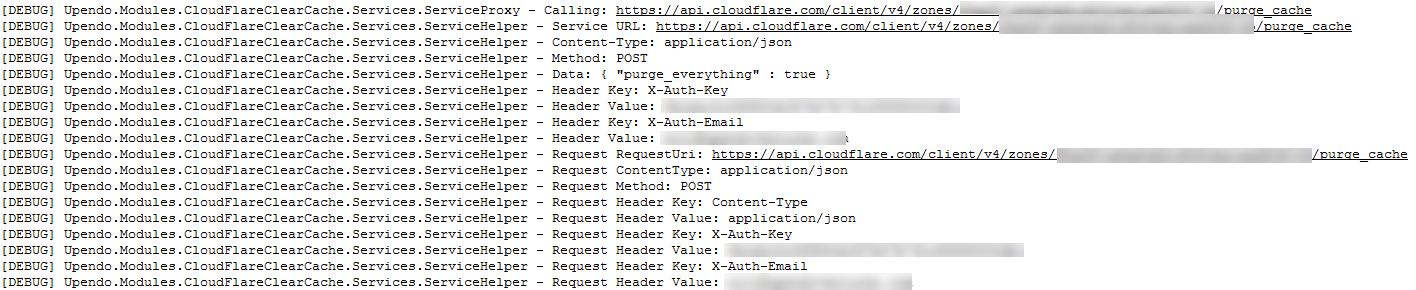 [DEBUG] Upendo.Modules.CloudFlareClearCache.Services.ServiceProxy - Calling: https://api.cloudflare.com/client/v4/zones/ /purge_cache
[DEBUG] Upendo.Modules.CloudFlareClearCache.Services.ServiceHelper - Service URL: https://api.cloudflare.com/client/v4/zones/ /purge_cache
[DEBUG] Upendo.Modules.CloudFlareClearCache.Services.ServiceHelper - Content-Type: application/json
[DEBUG] Upendo.Modules.CloudFlareClearCache.Services.ServiceHelper - Method: POST
[DEBUG] Upendo.Modules.CloudFlareClearCache.Services.ServiceHelper - Data: { "purge_everything" : true }
[DEBUG] Upendo.Modules.CloudFlareClearCache.Services.ServiceHelper - Header Key: X-Auth-Key
[DEBUG] Upendo.Modules.CloudFlareClearCache.Services.ServiceHelper - Header Value:
[DEBUG] Upendo.Modules.CloudFlareClearCache.Services.ServiceHelper - Header Key: X-Auth-Email
[DEBUG] Upendo.Modules.CloudFlareClearCache.Services.ServiceHelper - Header Value:
[DEBUG] Upendo.Modules.CloudFlareClearCache.Services.ServiceHelper - Request RequestUri: https://api.cloudflare.com/client/v4/zones/ /purge_cache
[DEBUG] Upendo.Modules.CloudFlareClearCache.Services.ServiceHelper - Request ContentType: application/json
[DEBUG] Upendo.Modules.CloudFlareClearCache.Services.ServiceHelper - Request Method: POST
[DEBUG] Upendo.Modules.CloudFlareClearCache.Services.ServiceHelper - Request Header Key: Content-Type
[DEBUG] Upendo.Modules.CloudFlareClearCache.Services.ServiceHelper - Request Header Value: application/json
[DEBUG] Upendo.Modules.CloudFlareClearCache.Services.ServiceHelper - Request Header Key: X-Auth-Key
[DEBUG] Upendo.Modules.CloudFlareClearCache.Services.ServiceHelper - Request Header Value:
[DEBUG] Upendo.Modules.CloudFlareClearCache.Services.ServiceHelper - Request Header Key: X-Auth-Email
[DEBUG] Upendo.Modules.CloudFlareClearCache.Services.ServiceHelper - Request Header Value: